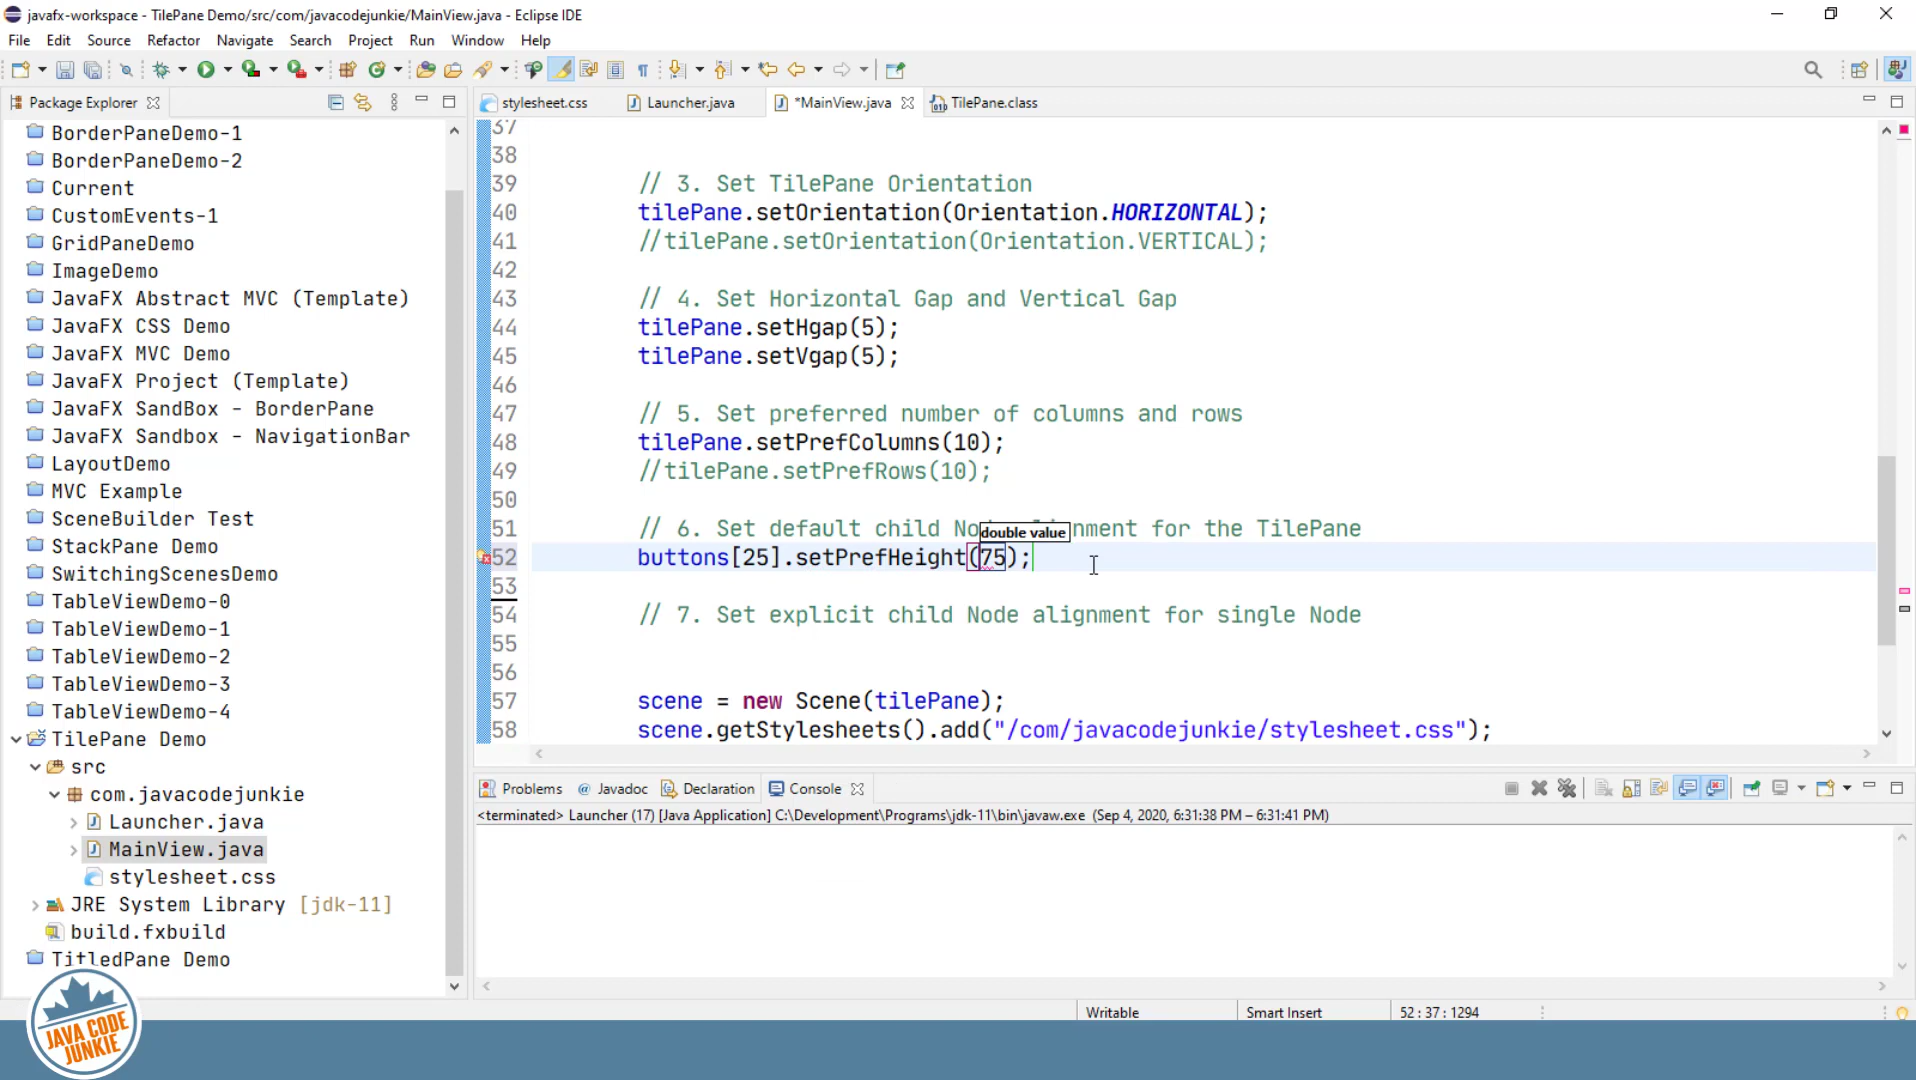 javafx-workspace - TilePane Demo/src/com/javacodejunkie/MainView.java - Eclipse IDE
File Edit Source Refactor Navigate Search Project Run Window Help
Package Explorer
BorderPaneDemo-1
BorderPaneDemo-2
Current
CustomEvents-1
GridPaneDemo
ImageDemo
JavaFX Abstract MVC (Template)
JavaFX CSS Demo
JavaFX MVC Demo
JavaFX Project (Template)
JavaFX SandBox - BorderPane
JavaFX Sandbox - NavigationBar
LayoutDemo
MVC Example
SceneBuilder Test
StackPane Demo
SwitchingScenesDemo
TableViewDemo-0
TableViewDemo-1
TableViewDemo-2
TableViewDemo-3
TableViewDemo-4
TilePane Demo
src
com.javacodejunkie
Launcher.java
MainView.java
stylesheet.css
JRE System Library [jdk-11]
build.fxbuild
TitledPane Demo
stylesheet.css Launcher.java *MainView.java TilePane.class
37
38
39 // 3. Set TilePane Orientation
40 tilePane.setOrientation(Orientation.HORIZONTAL);
41 //tilePane.setOrientation(Orientation.VERTICAL);
42
43 // 4. Set Horizontal Gap and Vertical Gap
44 tilePane.setHgap(5);
45 tilePane.setVgap(5);
46
47 // 5. Set preferred number of columns and rows
48 tilePane.setPrefColumns(10);
49 //tilePane.setPrefRows(10);
50
51 // 6. Set default child No nment for the TilePane
double value
52 buttons[25].setPrefHeight(75);
53
54 // 7. Set explicit child Node alignment for single Node
55
56
57 scene = new Scene(tilePane);
58 scene.getStylesheets().add("/com/javacodejunkie/stylesheet.css");
Problems @ Javadoc Declaration Console
<terminated> Launcher (17) [Java Application] C:\Development\Programs\jdk-11\bin\javaw.exe (Sep 4, 2020, 6:31:38 PM – 6:31:41 PM)
Writable Smart Insert 52 : 37 : 1294
JAVA CODE
JUNKIE